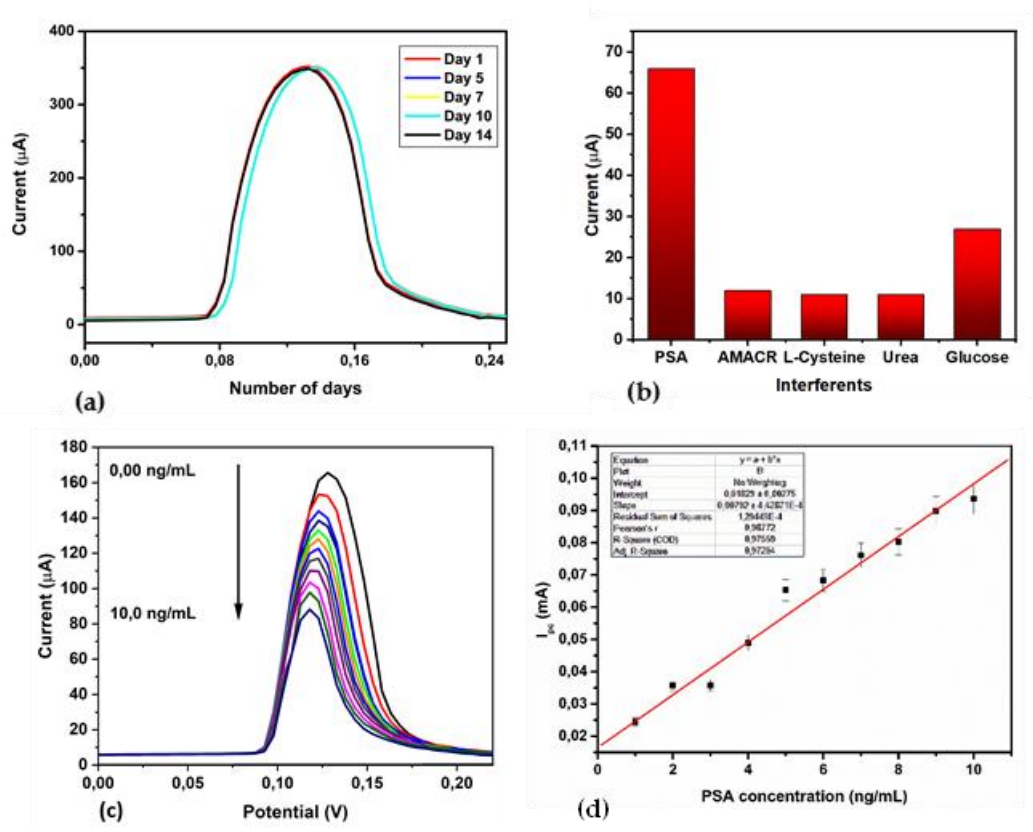 400
300
200
100
0
Current (µA)
Day 1
Day 5
Day 7
Day 10
Day 14
0,00
0,08
0,16
0,24
Number of days
(a)
70
60
50
40
30
20
10
0
Current (µA)
PSA
AMACR
L-Cysteine
Urea
Glucose
Interferents
(b)
180
160
140
120
100
80
60
40
20
0
Current (µA)
0,00 ng/mL
10,0 ng/mL
0,00
0,05
0,10
0,15
0,20
Potential (V)
(c)
0,11
0,10
0,09
0,08
0,07
0,06
0,05
0,04
0,03
0,02
Ipc (mA)
Equation y = a + b*x
Plot B
Weight No Weighting
Intercept
Slope
Residual Sum of Squares
Pearson's r 0,98772
R-Square (COD) 0,97559
Adj. R-Square 0,97284
0
2
4
6
8
10
PSA concentration (ng/mL)
(d)